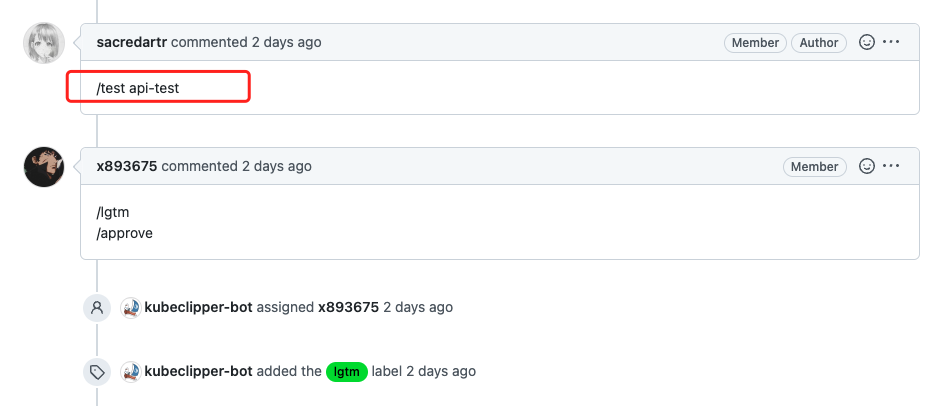 sacredartr commented 2 days ago Member Author
/test api-test
x893675 commented 2 days ago Member
/lgtm
/approve
kubeclipper-bot assigned x893675 2 days ago
kubeclipper-bot added the lgtm label 2 days ago